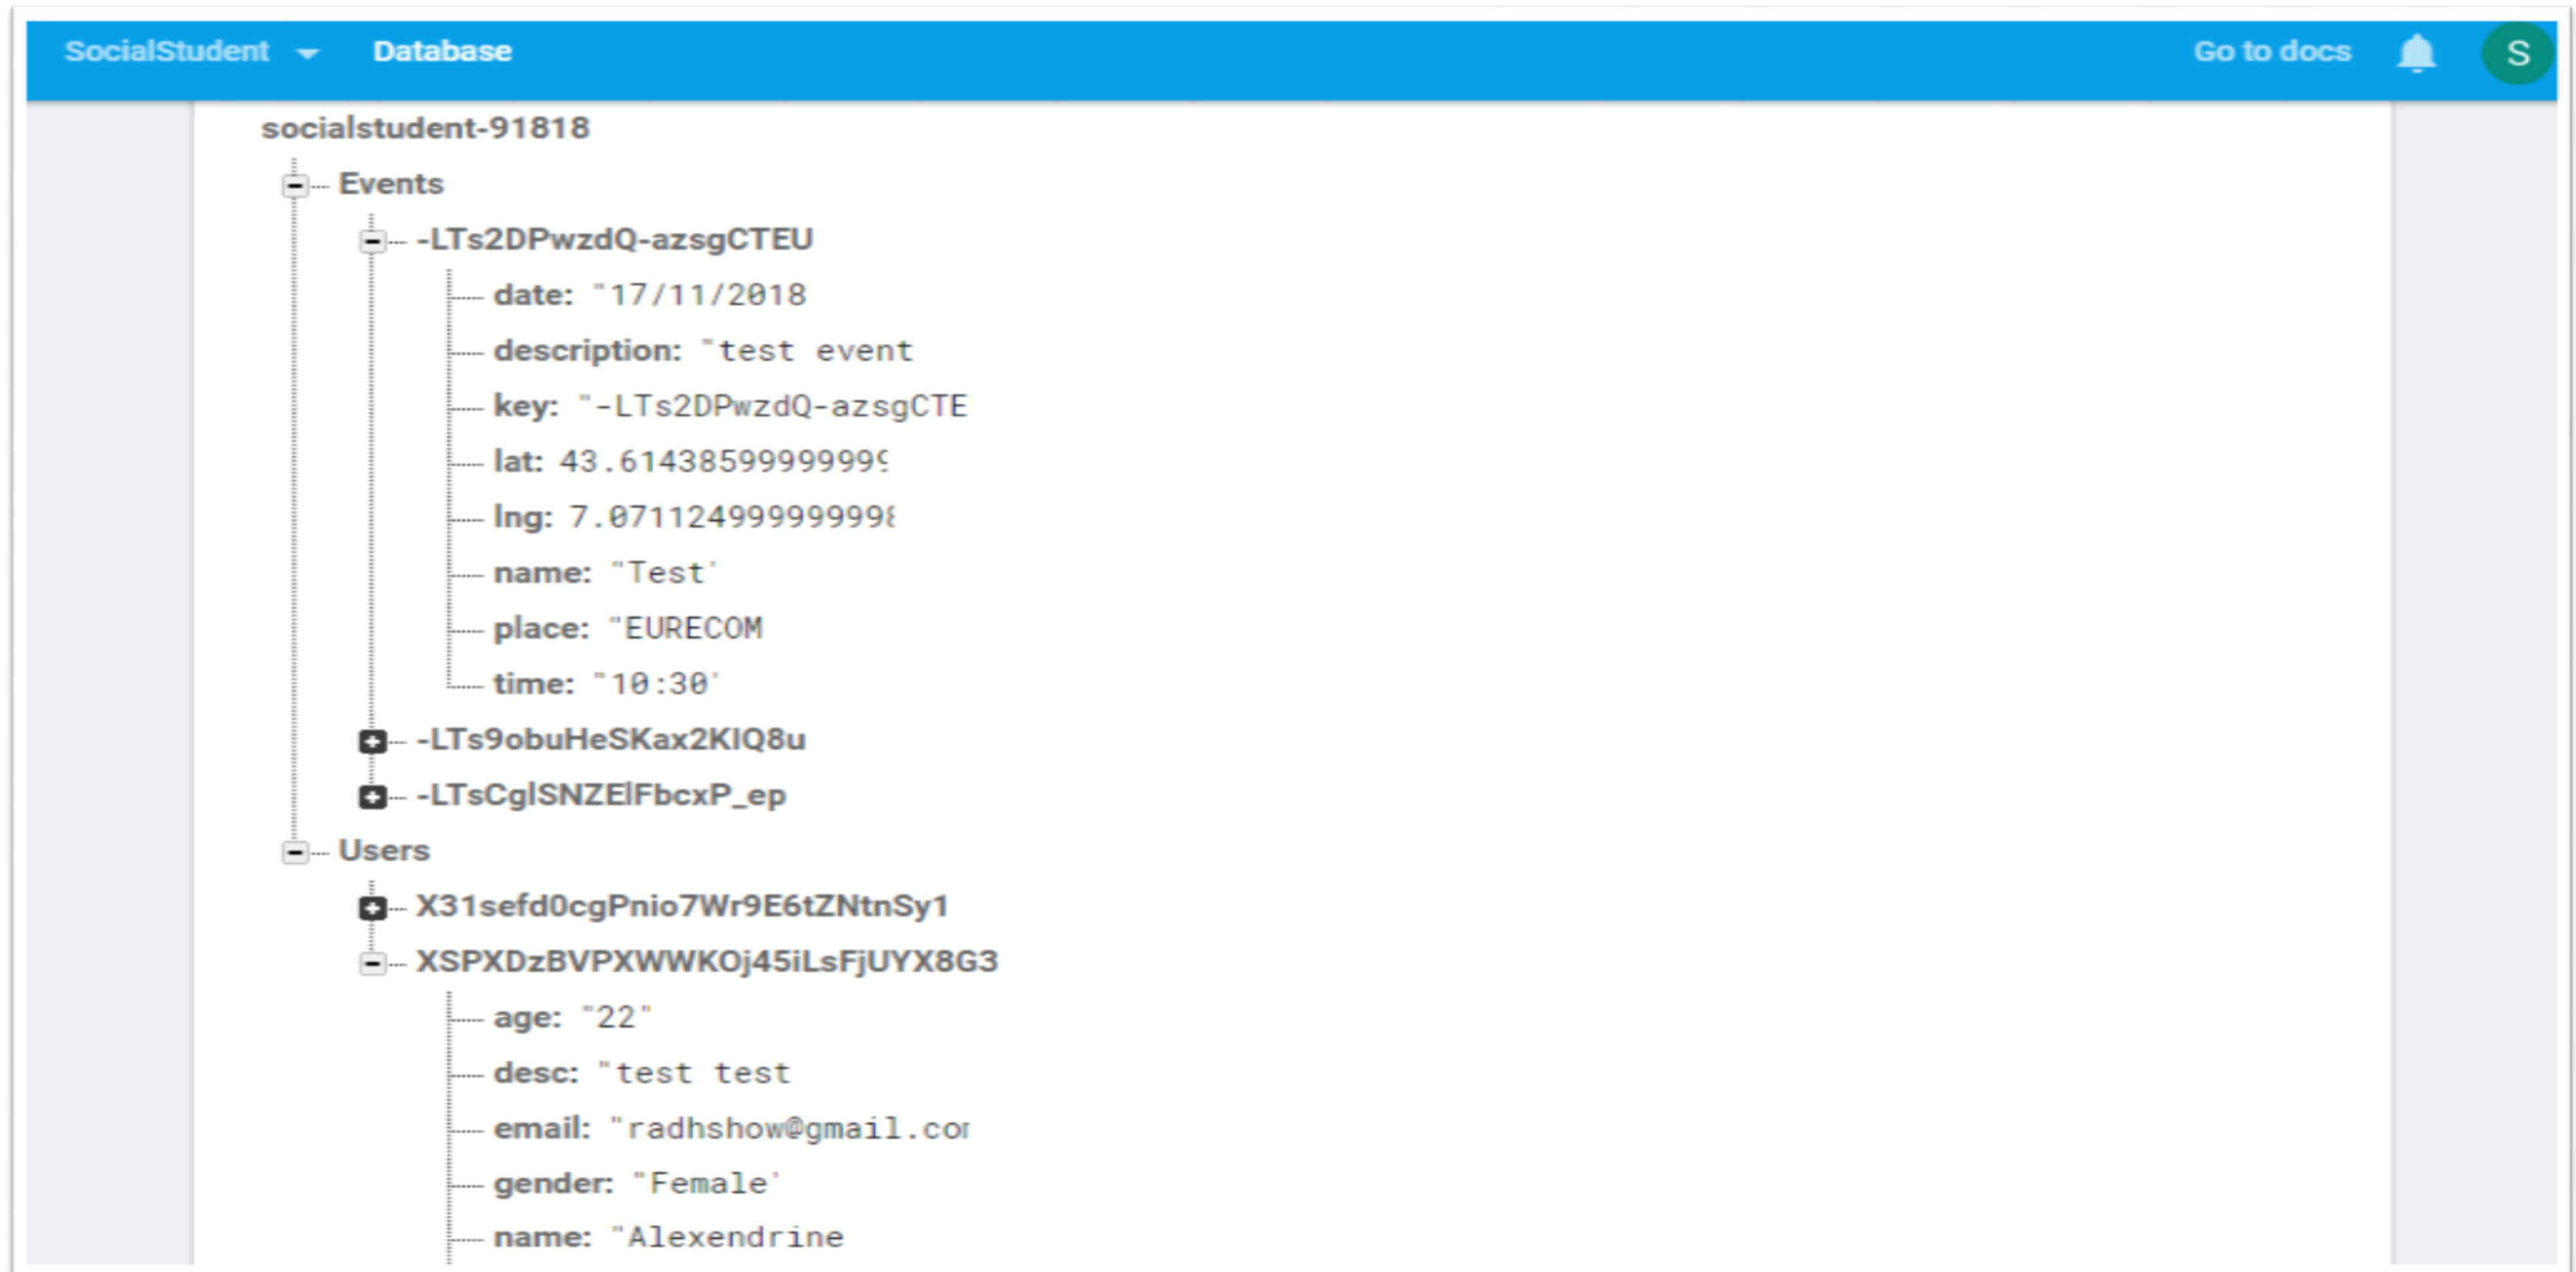 SocialStudent Database Go to docs S
socialstudent-91818
Events
-LTs2DPwzdQ-azsgCTEU
date: "17/11/2018
description: "test event
key: "-LTs2DPwzdQ-azsgCTE
lat: 43.61438599999999
lng: 7.07112499999999
name: "Test"
place: "EURECOM
time: "10:30"
-LTs9obuHeSKax2KIQ8u
-LTsCglSNZElFbcxP_ep
Users
X31sefd0cgPnio7Wr9E6tZNtnSy1
XSPXDzBVPXWWKOj45iLsFjUYX8G3
age: "22"
desc: "test test
email: "radhshow@gmail.co
gender: "Female"
name: "Alexendrine